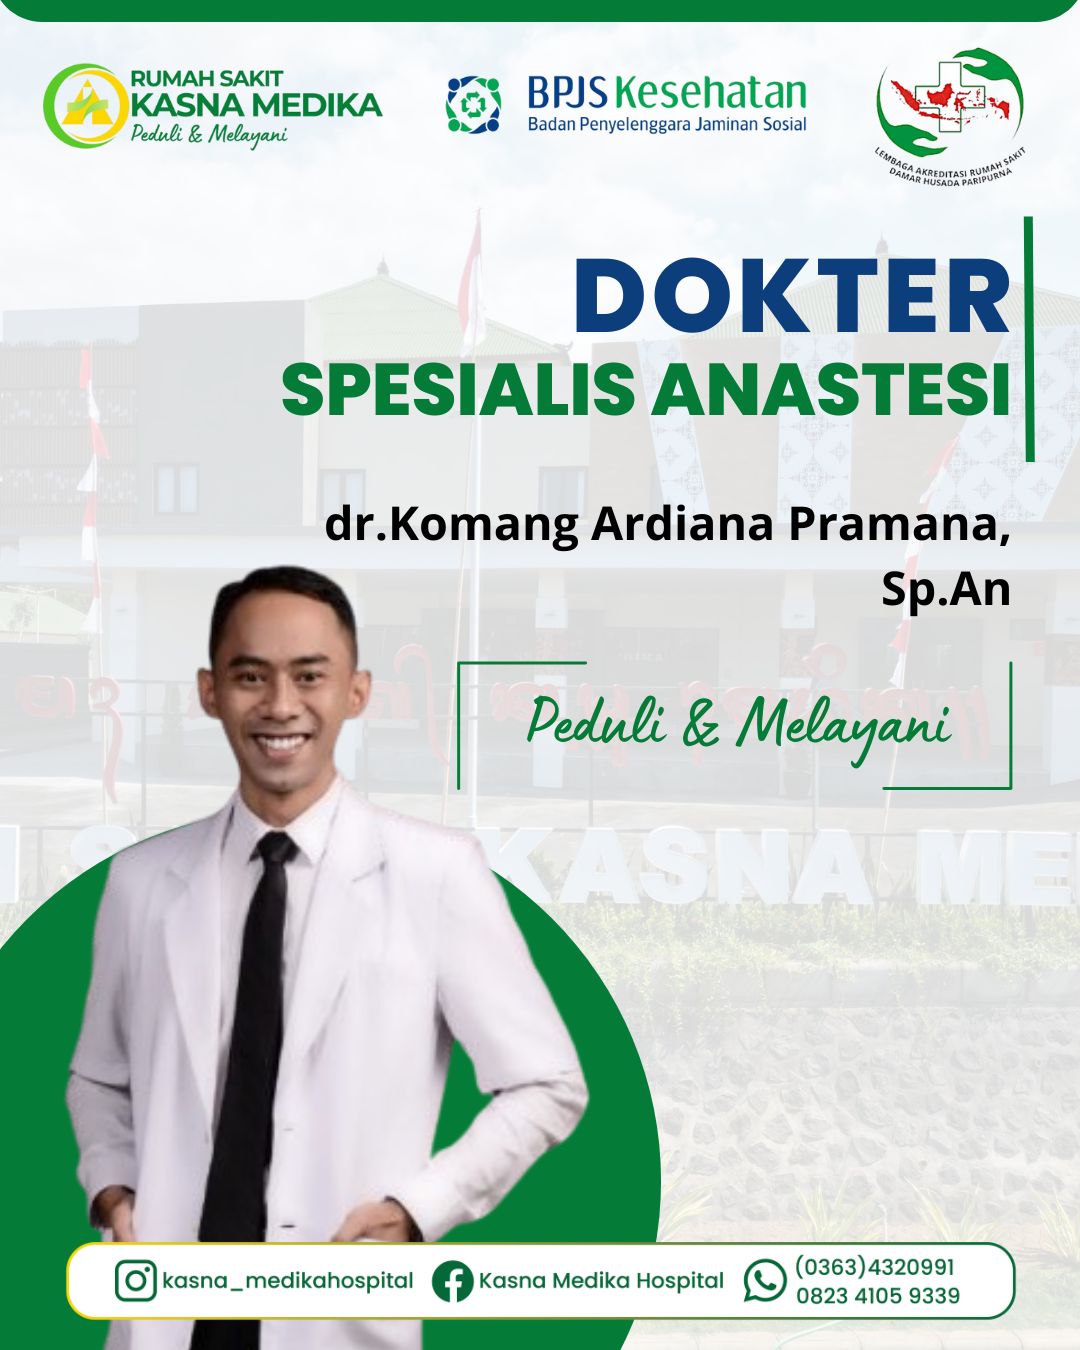 RUMAH SAKIT
KASNA MEDIKA
Peduli & Melayani
BPJS Kesehatan
Badan Penyelenggara Jaminan Sosial
LEMBAGA AKREDITASI RUMAH SAKIT
DAMAR HUSADA PARIPURNA
DOKTER
SPESIALIS ANASTESI
dr.Komang Ardiana Pramana,
Sp.An
Peduli & Melayani
KASNA ME
kasna_medikahospital
Kasna Medika Hospital
(0363)4320991
0823 4105 9339